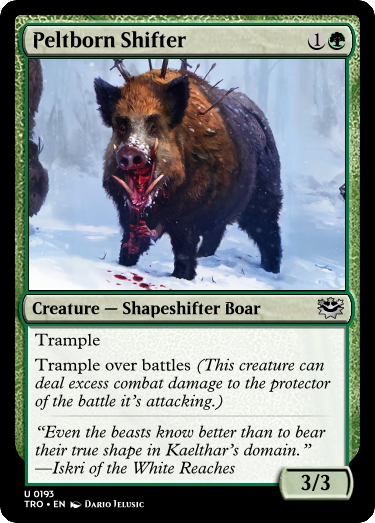 Peltborn Shifter 1
Creature — Shapeshifter Boar
Trample
Trample over battles (This creature can
deal excess combat damage to the protector
of the battle it's attacking.)
“Even the beasts know better than to bear
their true shape in Kaelthar's domain.”
—Iskri of the White Reaches
3/3
U 0193
TRO • EN Dario Jelusic